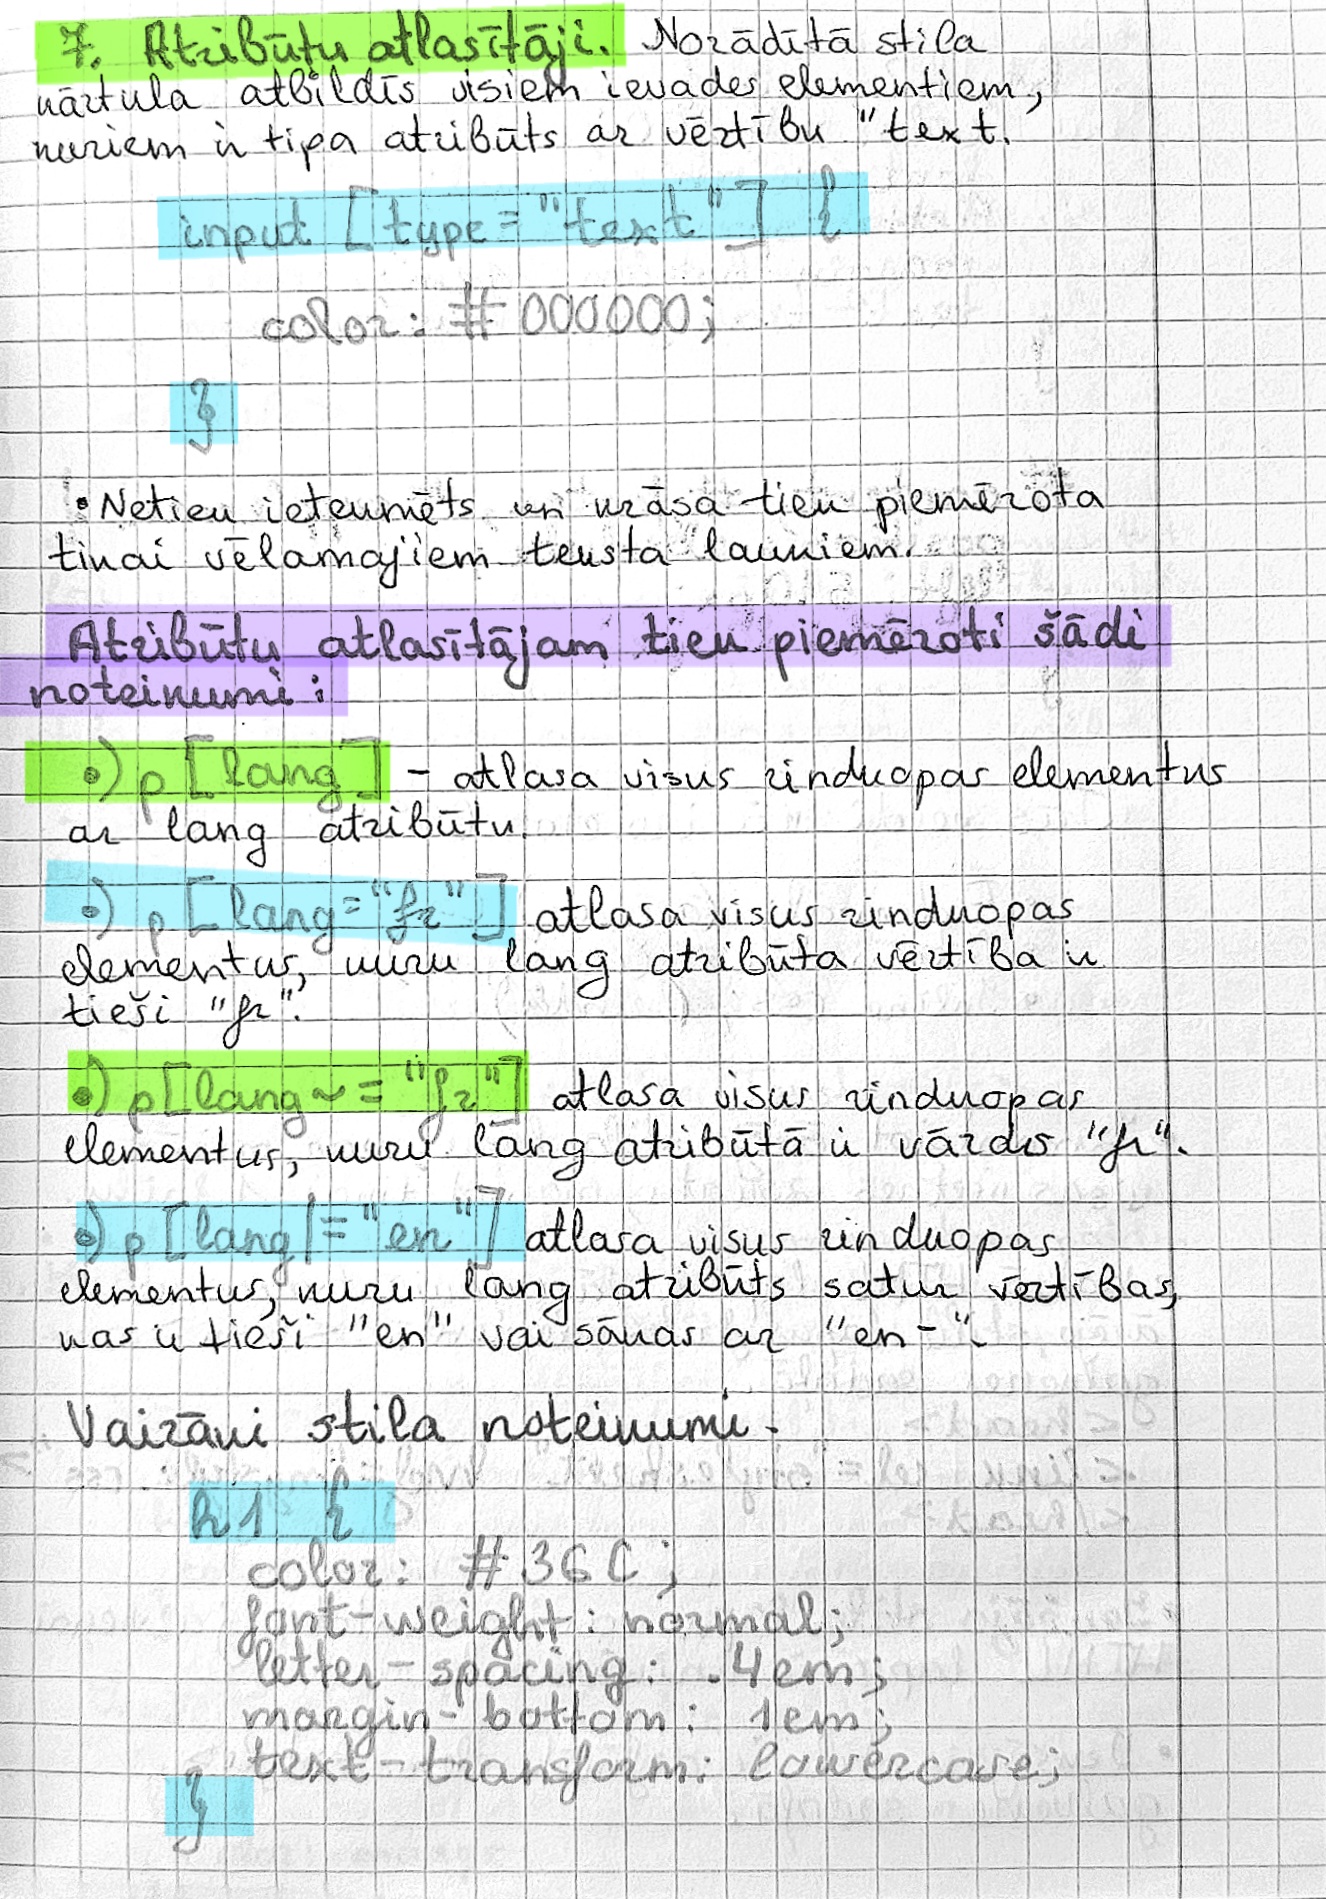 7. Atribūtu atlasītāji. Norādītā stila
kārtula atbildīs visiem ievades elementiem,
kuriem ir tipa atribūts ar vērtību "text.
input [type="text"] {
color: #000000;
}
• Netiek ietekmēts un krāsa tiek piemērota
tikai vēlamajiem teksta laukiem.
Atribūtu atlasītājam tiek piemēroti šādi
noteikumi:
•) p [lang] - atlasa visus rindkopas elementus
ar lang atribūtu.
•) p [lang="fr"] atlasa visus rindkopas
elementus, kuru lang atribūta vērtība ir
tieši "fr".
•) p[lang~="fr"] atlasa visus rindkopas
elementus, kuru lang atribūtā ir vārds "fr".
•) p [lang|="en"] atlasa visus rindkopas
elementus, kuru lang atribūts satur vērtības,
kas ir tieši "en" vai sākas ar "en-".
Vairāki stila noteikumi.
h1 {
color: #36C;
font-weight: normal;
letter-spacing: .4em;
margin-bottom: 1em;
text-transform: lowercase;
}